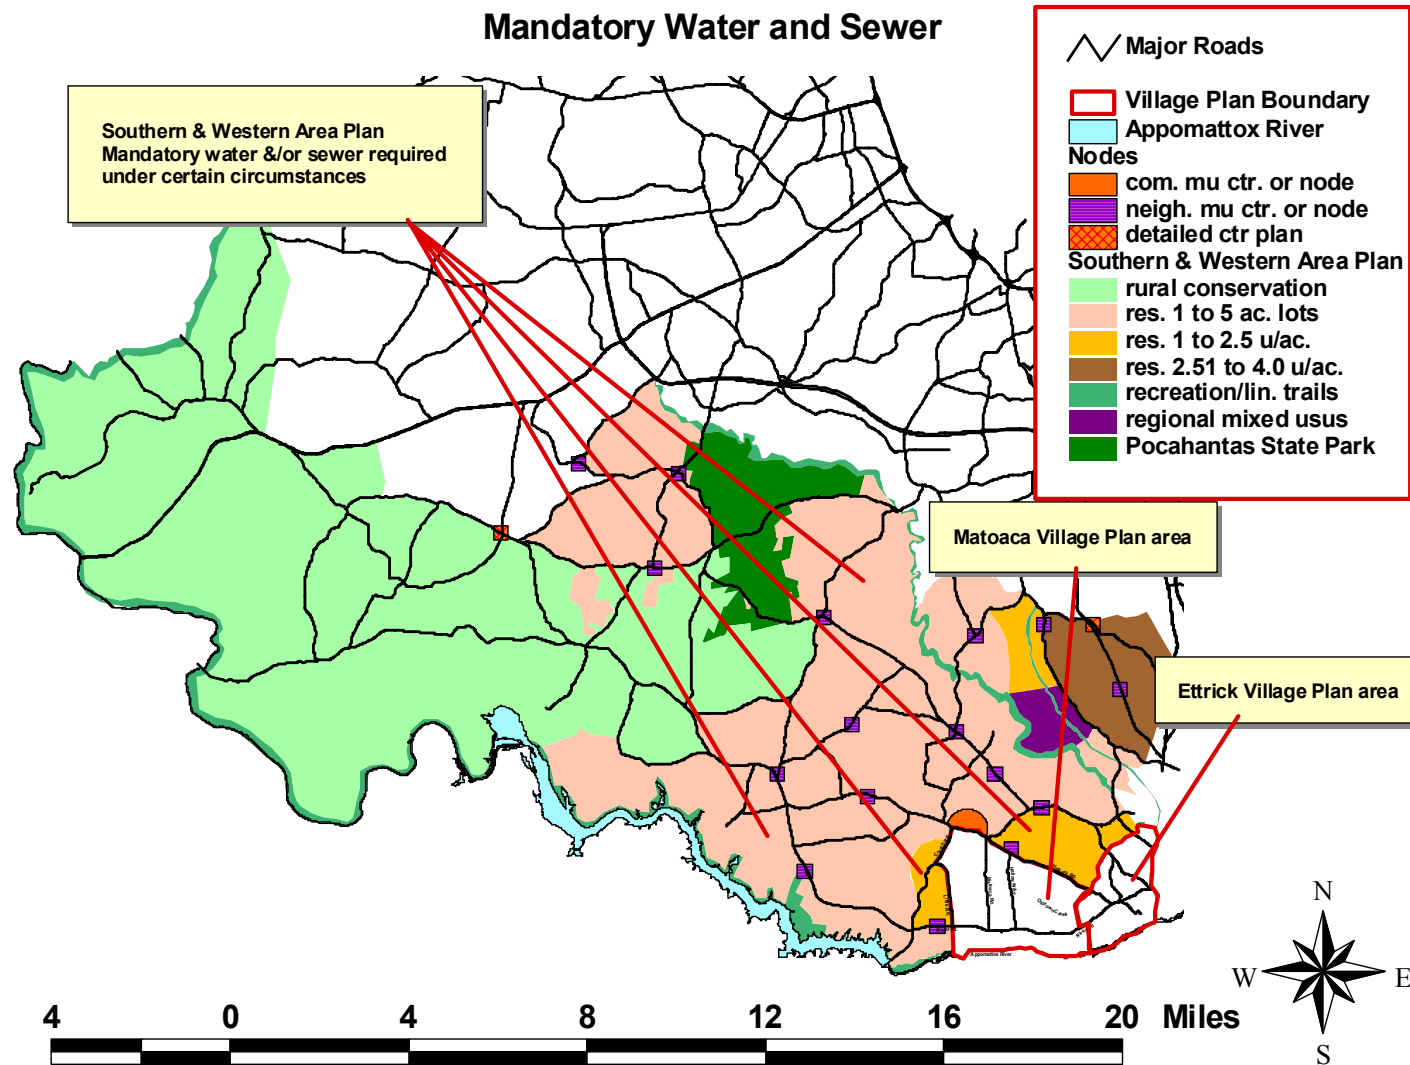 Mandatory Water and Sewer
Major Roads
Village Plan Boundary
Appomattox River
Nodes
com. mu ctr. or node
neigh. mu ctr. or node
detailed ctr plan
Southern & Western Area Plan
rural conservation
res. 1 to 5 ac. lots
res. 1 to 2.5 u/ac.
res. 2.51 to 4.0 u/ac.
recreation/lin. trails
regional mixed usus
Pocahantas State Park
Southern & Western Area Plan
Mandatory water &/or sewer required
under certain circumstances
Matoaca Village Plan area
Ettrick Village Plan area
Appomattox River
N
W E
S
4 0 4 8 12 16 20 Miles